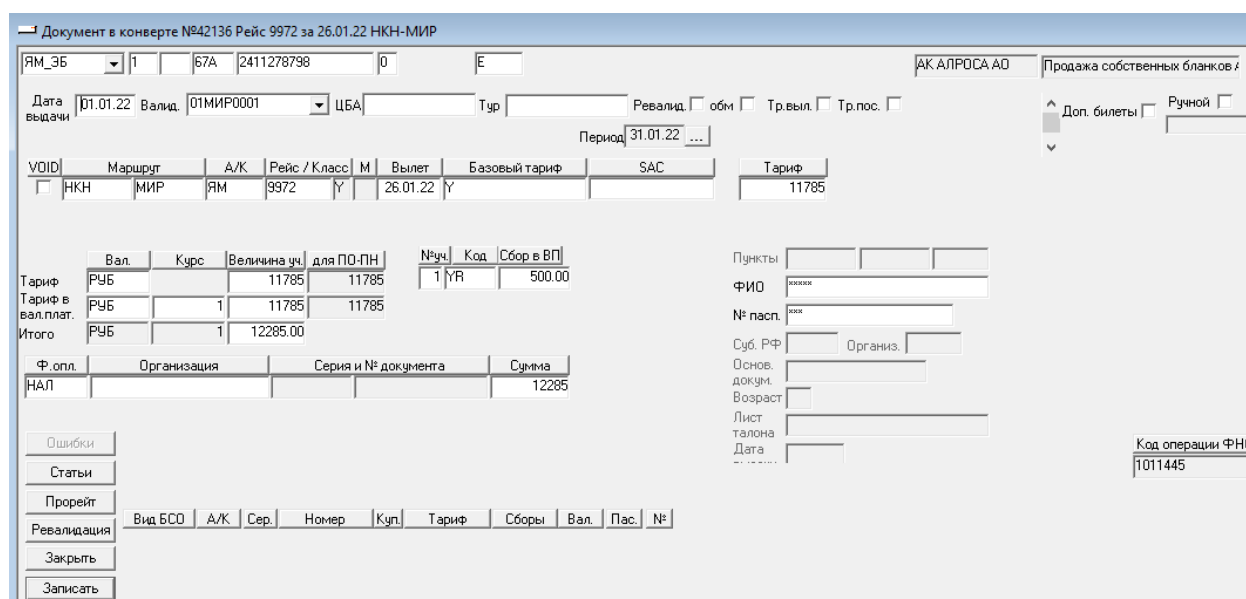 Документ в конверте №42136 Рейс 9972 за 26.01.22 НКН-МИР
ЯМ_ЭБ 1 67А 2411278798 0 Е АК АЛРОСА АО Продажа собственных бланков
Дата выдачи 01.01.22 Валид. 01МИР0001 ЦБА Тур Ревалид. обм Тр.выл. Тр.пос. Доп. билеты Ручной
Период 31.01.22 ...
VOID Маршрут А/К Рейс / Класс М Вылет Базовый тариф SAC Тариф
НКН МИР ЯМ 9972 Y 26.01.22 Y 11785
Вал. Курс Величина уч. для ПО-ПН №уч. Код Сбор в ВП
Тариф РУБ 11785 11785 1 YR 500.00
Тариф в вал.плат. РУБ 1 11785 11785
Итого РУБ 1 12285.00
Ф.опл. Организация Серия и № документа Сумма
НАЛ 12285
Пункты
ФИО *****
№ пасп. ***
Суб. РФ Организ.
Основ. докум.
Возраст
Лист талона
Дата
Код операции
1011445
Ошибки
Статьи
Прорейт
Ревалидация
Закрыть
Записать
Вид БСО А/К Сер. Номер Куп. Тариф Сборы Вал. Пас. №